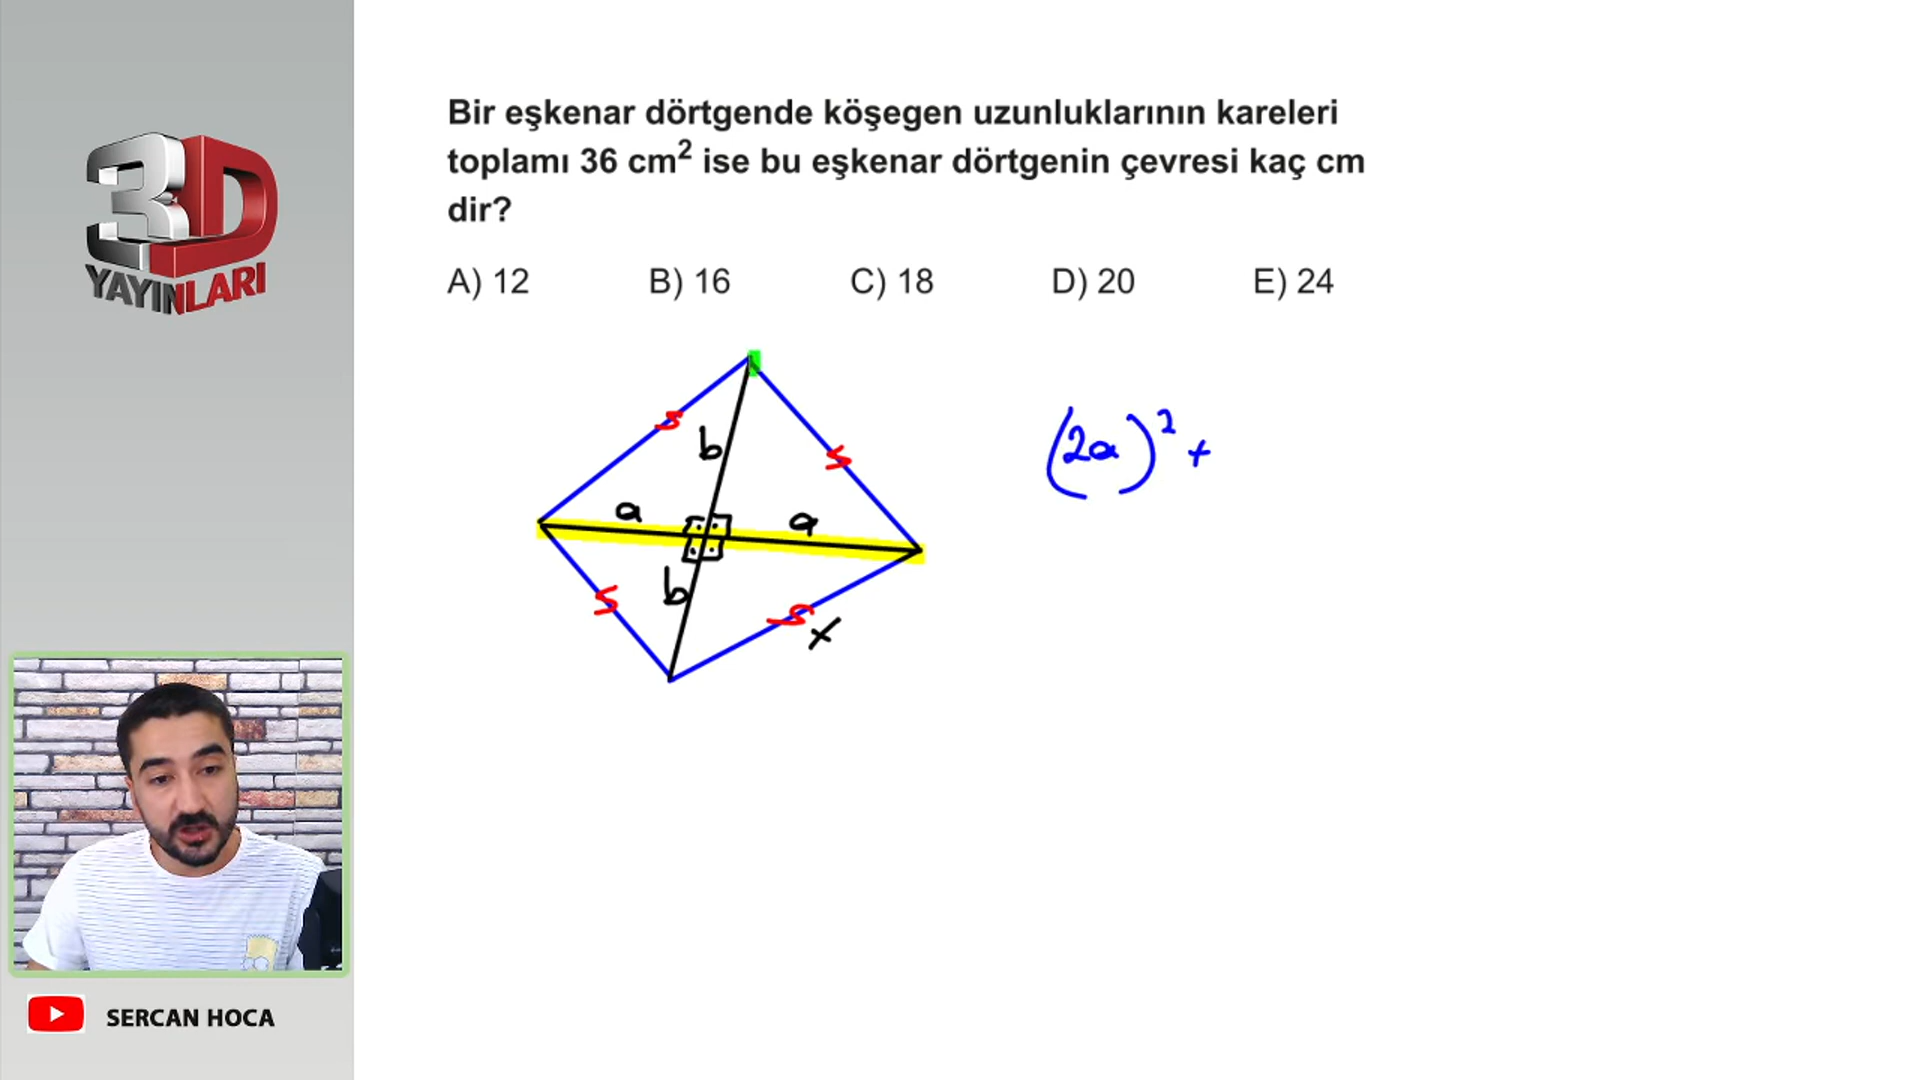 3D
YAYINLARI
Bir eşkenar dörtgende köşegen uzunluklarının kareleri
toplamı 36 cm² ise bu eşkenar dörtgenin çevresi kaç cm
dir?
A) 12 B) 16 C) 18 D) 20 E) 24
b
a a
b
x
(2a)² +
SERCAN HOCA